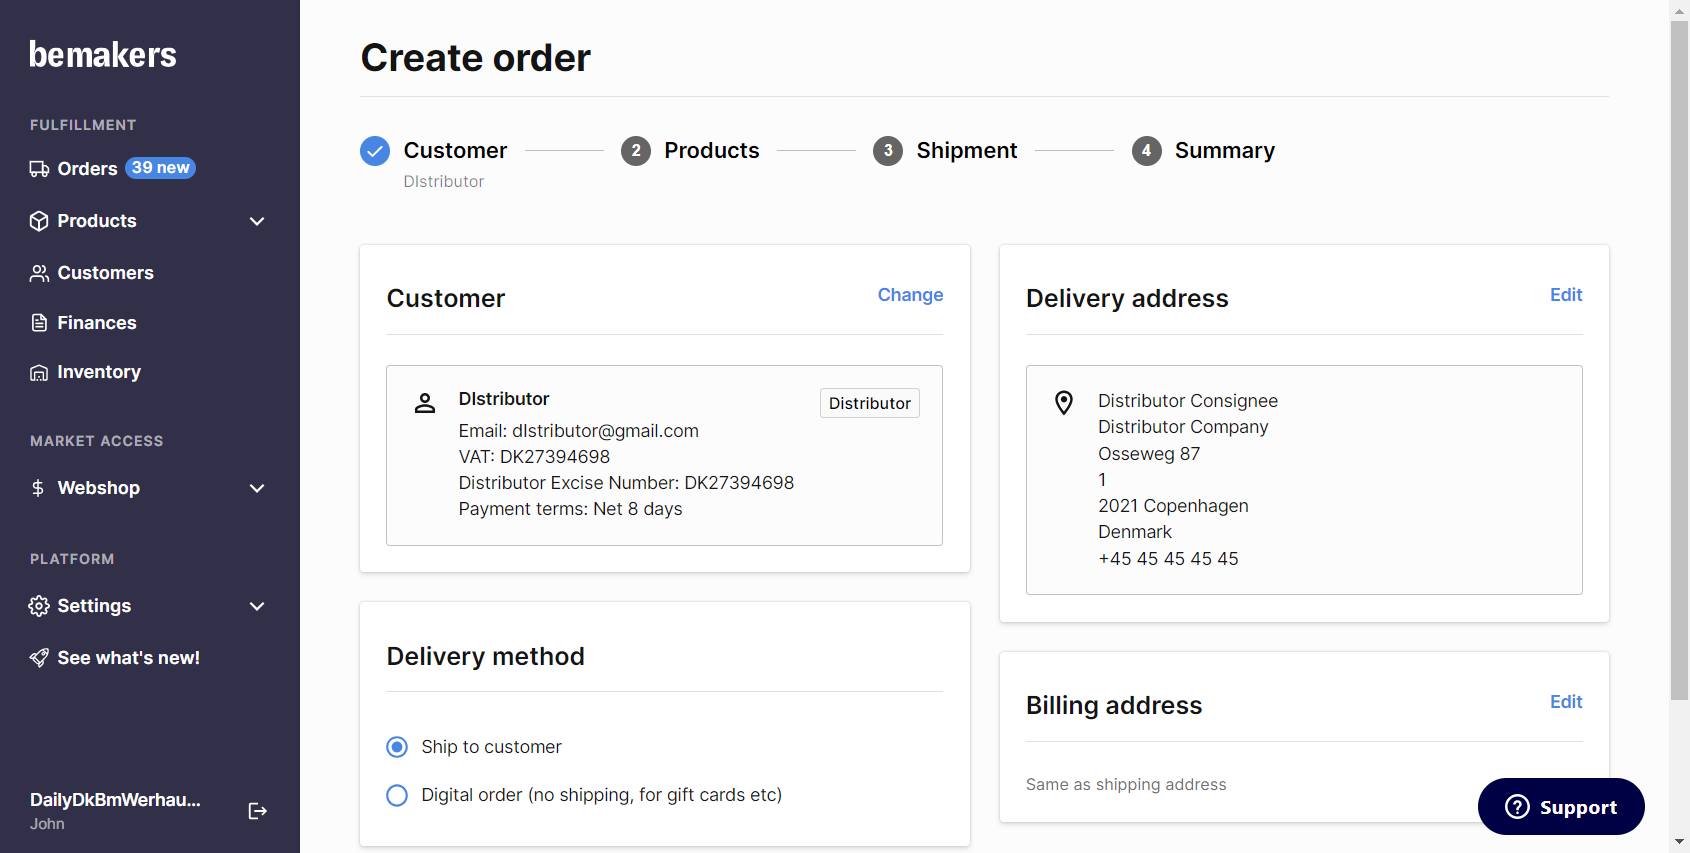 bemakers
FULFILLMENT
Orders 39 new
Products
Customers
Finances
Inventory
MARKET ACCESS
Webshop
PLATFORM
Settings
See what's new!
DailyDkBmWerhau...
John
Create order
Customer
DIstributor
2 Products
3 Shipment
4 Summary
Customer
Change
DIstributor
Distributor
Email: dIstributor@gmail.com
VAT: DK27394698
Distributor Excise Number: DK27394698
Payment terms: Net 8 days
Delivery method
Ship to customer
Digital order (no shipping, for gift cards etc)
Delivery address
Edit
Distributor Consignee
Distributor Company
Osseweg 87
1
2021 Copenhagen
Denmark
+45 45 45 45 45
Billing address
Edit
Same as shipping address
Support